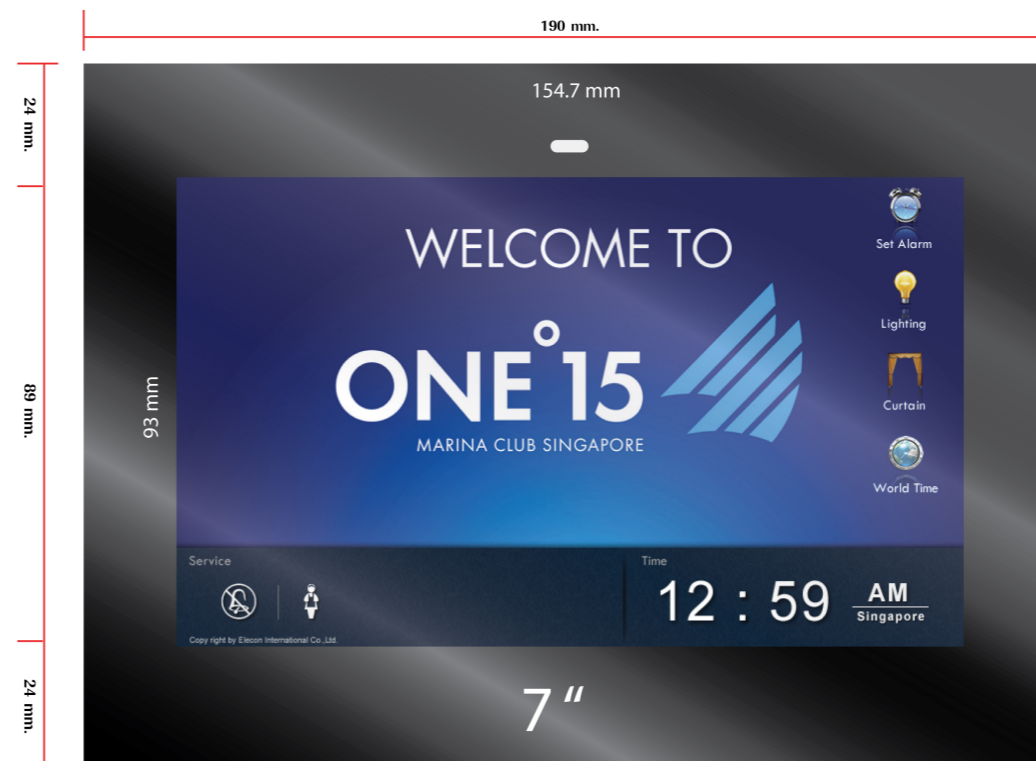 190 mm.
24 mm.
154.7 mm
WELCOME TO
Set Alarm
Lighting
ONE°15
89 mm.
93 mm
Curtain
MARINA CLUB SINGAPORE
World Time
Service
Time
12 : 59
AM
Singapore
Copy right by Elecon International Co.,Ltd.
24 mm.
7“